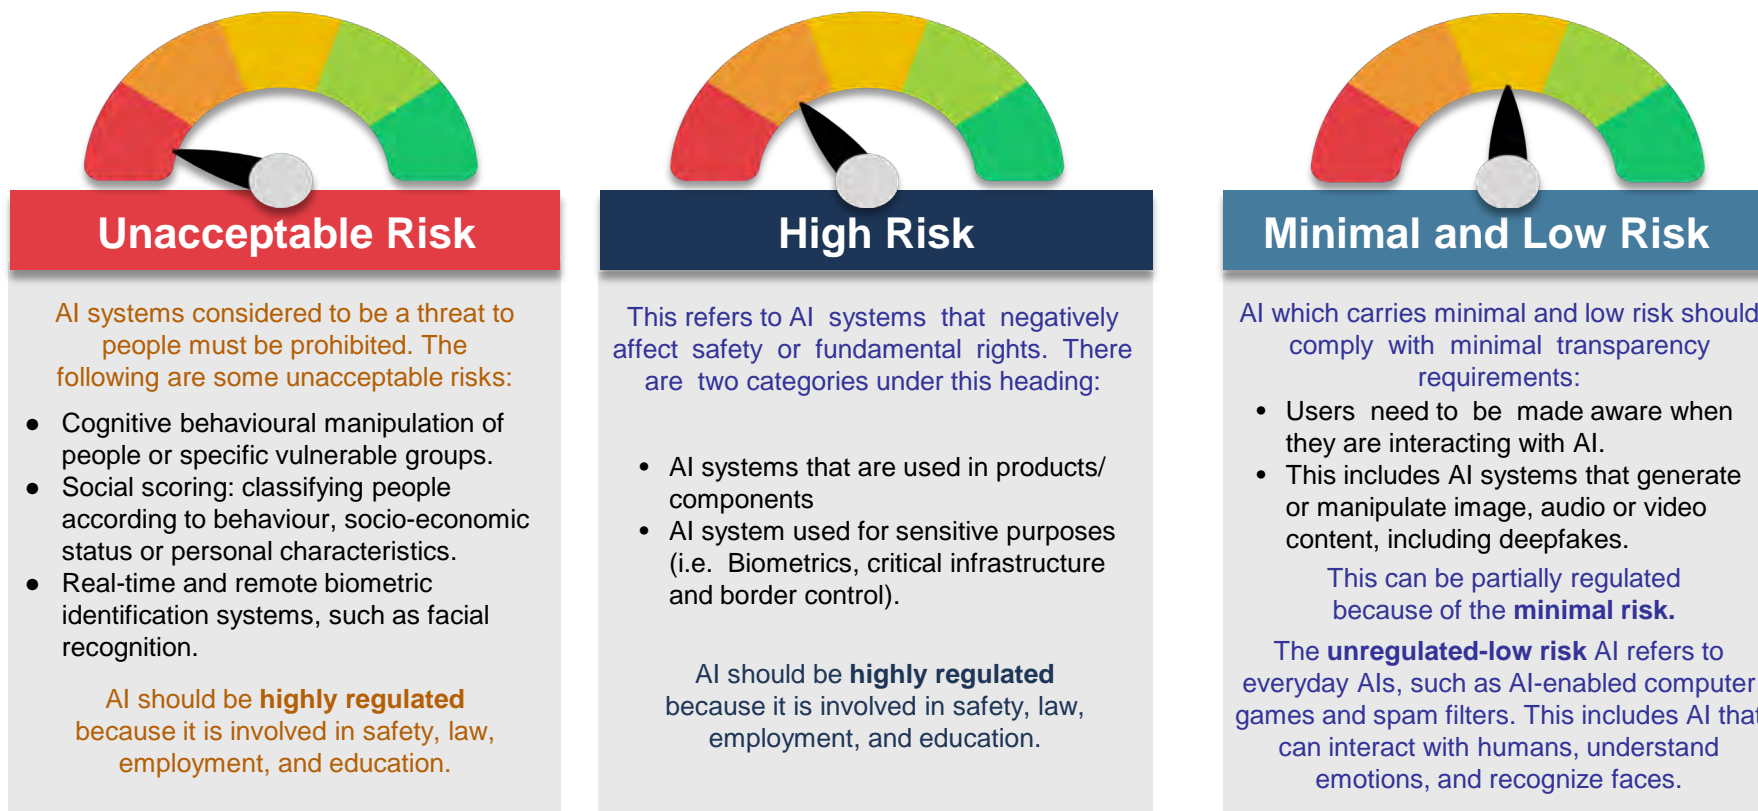 Unacceptable Risk
AI systems considered to be a threat to
people must be prohibited. The
following are some unacceptable risks:
● Cognitive behavioural manipulation of
people or specific vulnerable groups.
● Social scoring: classifying people
according to behaviour, socio-economic
status or personal characteristics.
● Real-time and remote biometric
identification systems, such as facial
recognition.
AI should be highly regulated
because it is involved in safety, law,
employment, and education.
High Risk
This refers to AI systems that negatively
affect safety or fundamental rights. There
are two categories under this heading:
• AI systems that are used in products/
components
• AI system used for sensitive purposes
(i.e. Biometrics, critical infrastructure
and border control).
AI should be highly regulated
because it is involved in safety, law,
employment, and education.
Minimal and Low Risk
AI which carries minimal and low risk should
comply with minimal transparency
requirements:
• Users need to be made aware when
they are interacting with AI.
• This includes AI systems that generate
or manipulate image, audio or video
content, including deepfakes.
This can be partially regulated
because of the minimal risk.
The unregulated-low risk AI refers to
everyday AIs, such as AI-enabled computer
games and spam filters. This includes AI that
can interact with humans, understand
emotions, and recognize faces.